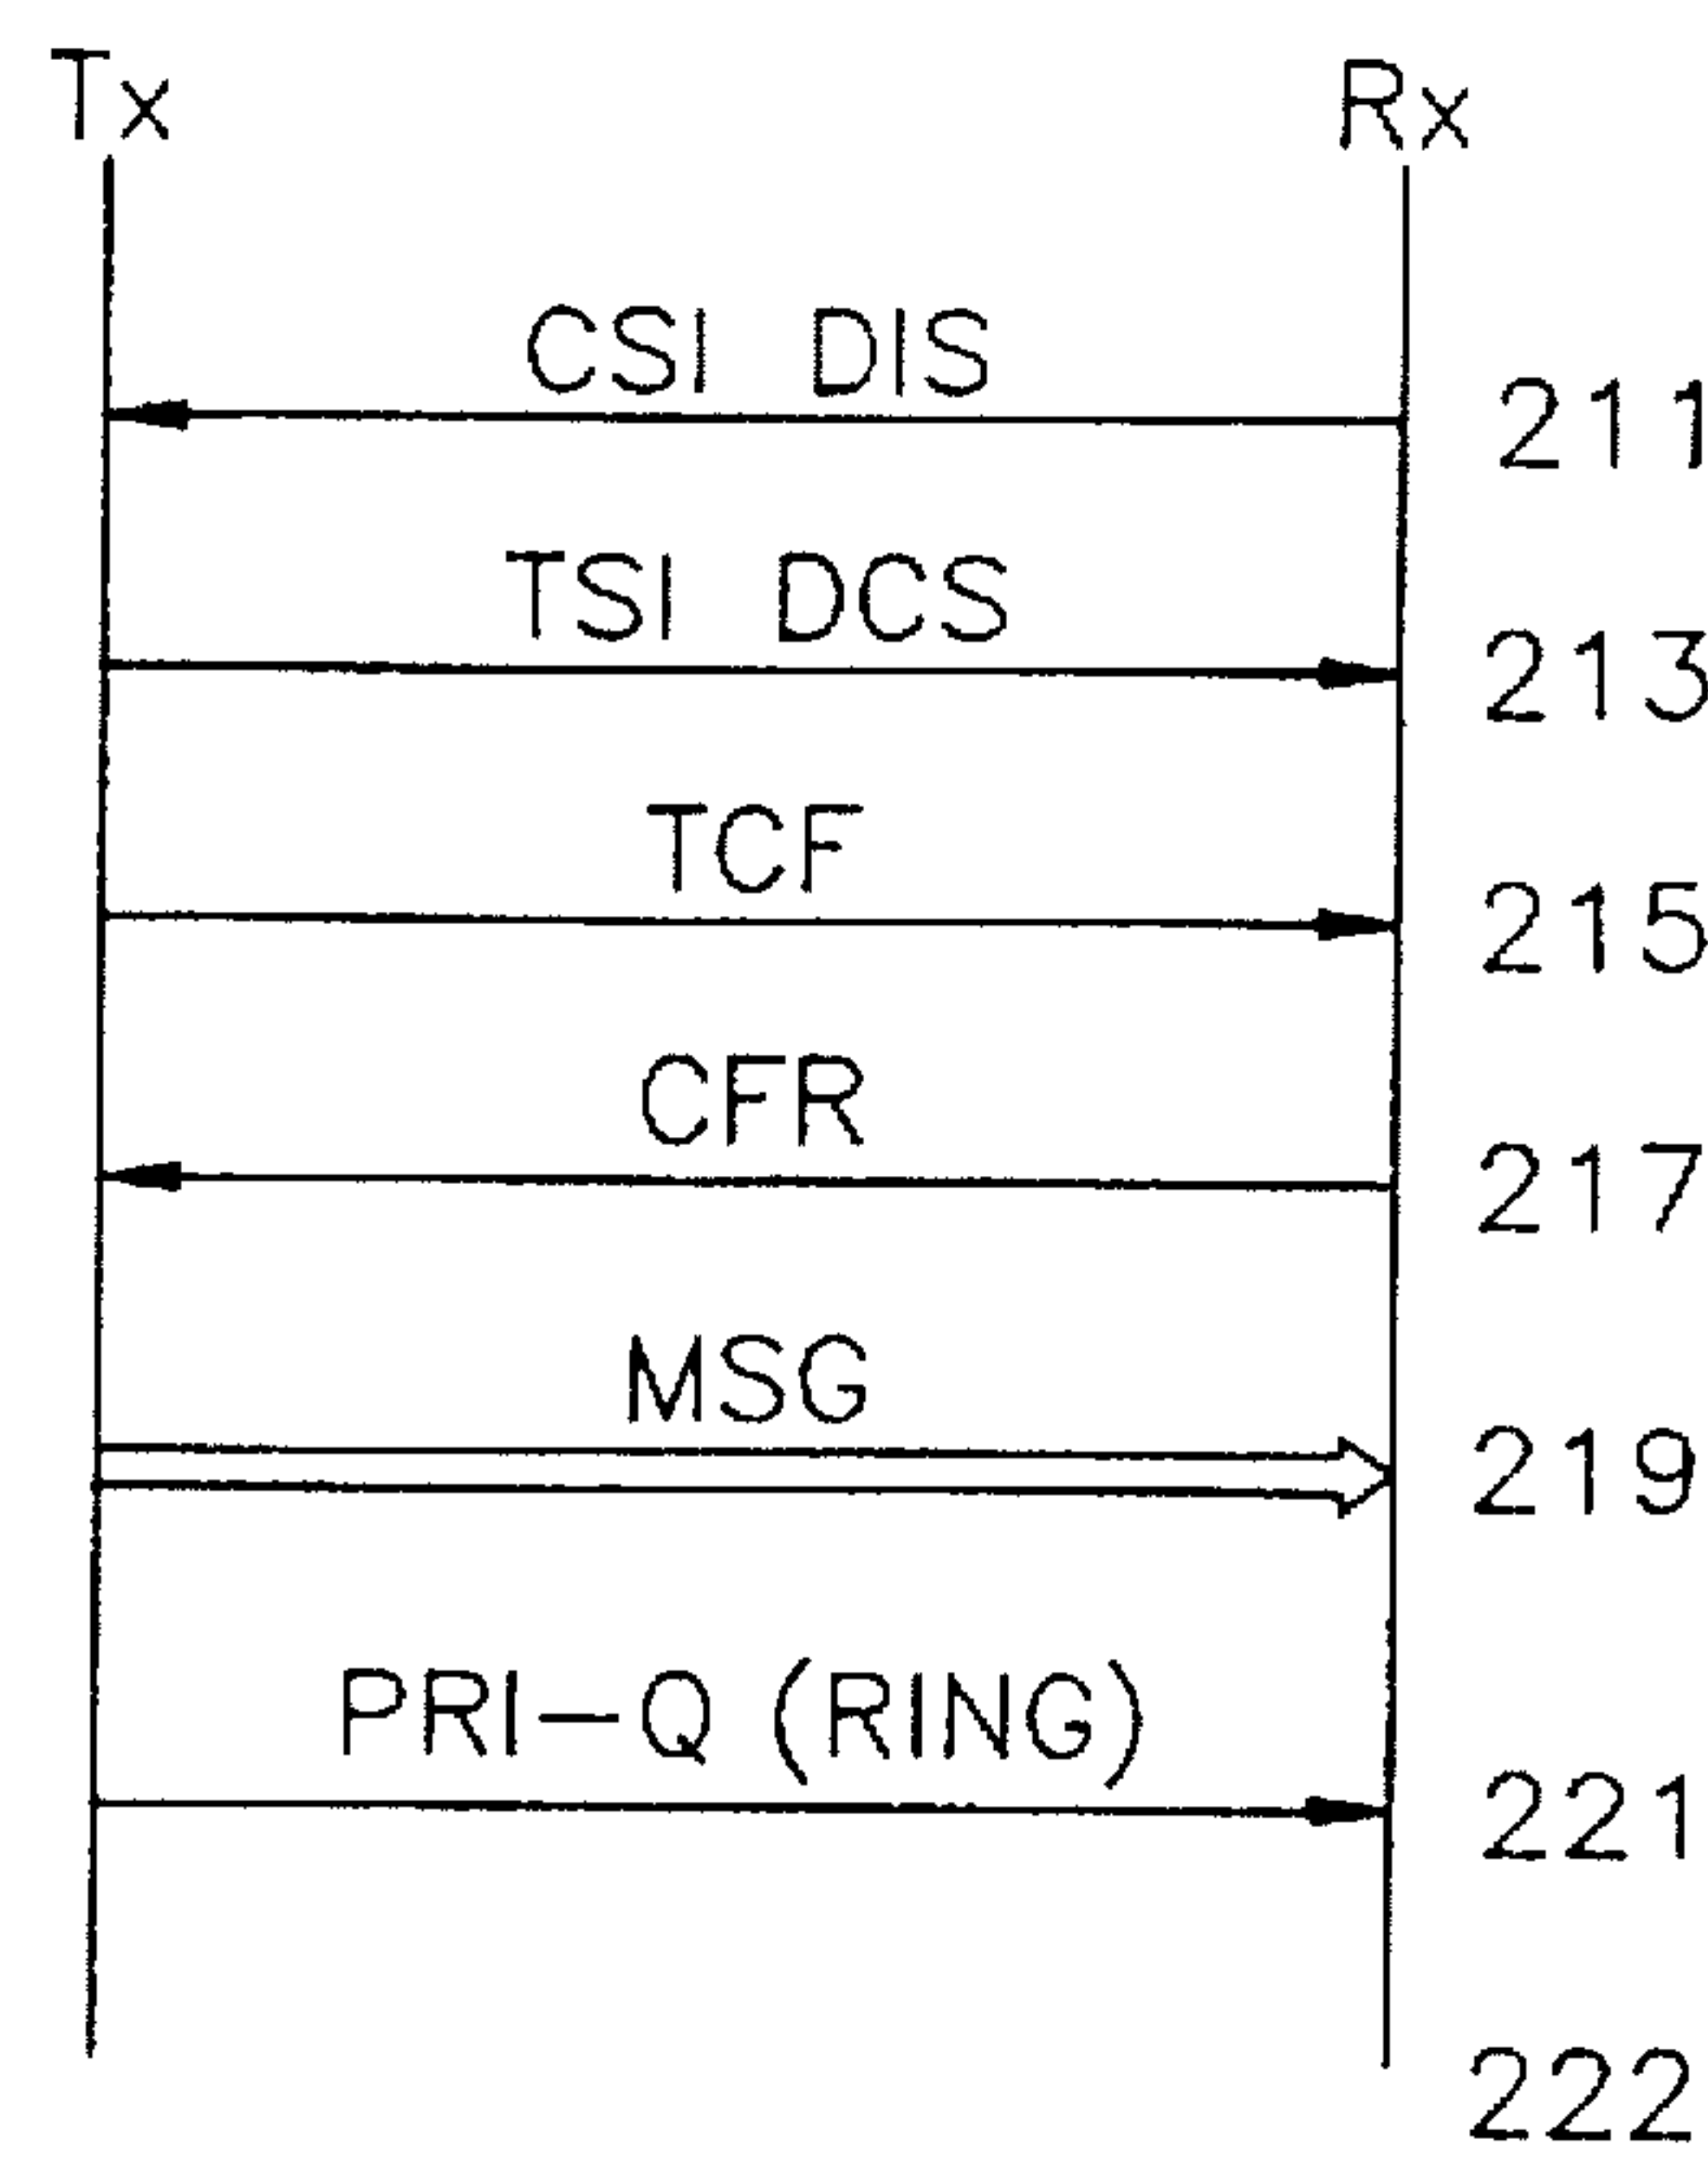 Tx Rx
CSI DIS
211
TSI DCS
213
TCF
215
CFR
217
MSG
219
PRI-Q (RING)
221
222